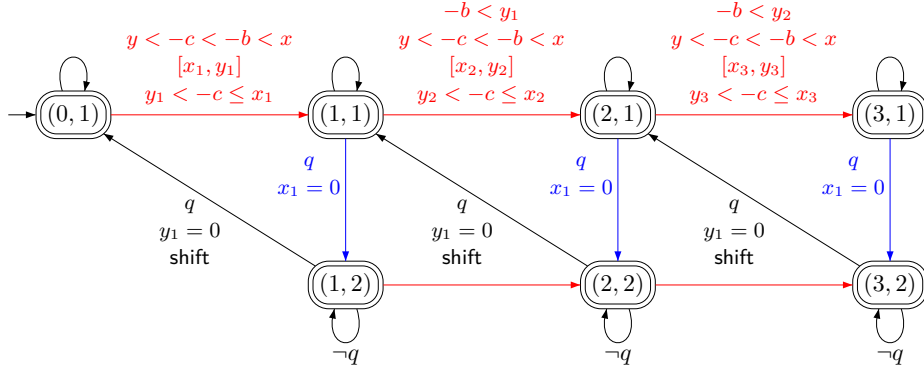 −b < y₁
−b < y₂
y < −c < −b < x
y < −c < −b < x
y < −c < −b < x
[x₁, y₁]
[x₂, y₂]
[x₃, y₃]
y₁ < −c ≤ x₁
y₂ < −c ≤ x₂
y₃ < −c ≤ x₃
(0, 1)
(1, 1)
(2, 1)
(3, 1)
q
x₁ = 0
q
x₁ = 0
q
x₁ = 0
q
y₁ = 0
shift
q
y₁ = 0
shift
q
y₁ = 0
shift
(1, 2)
(2, 2)
(3, 2)
¬q
¬q
¬q